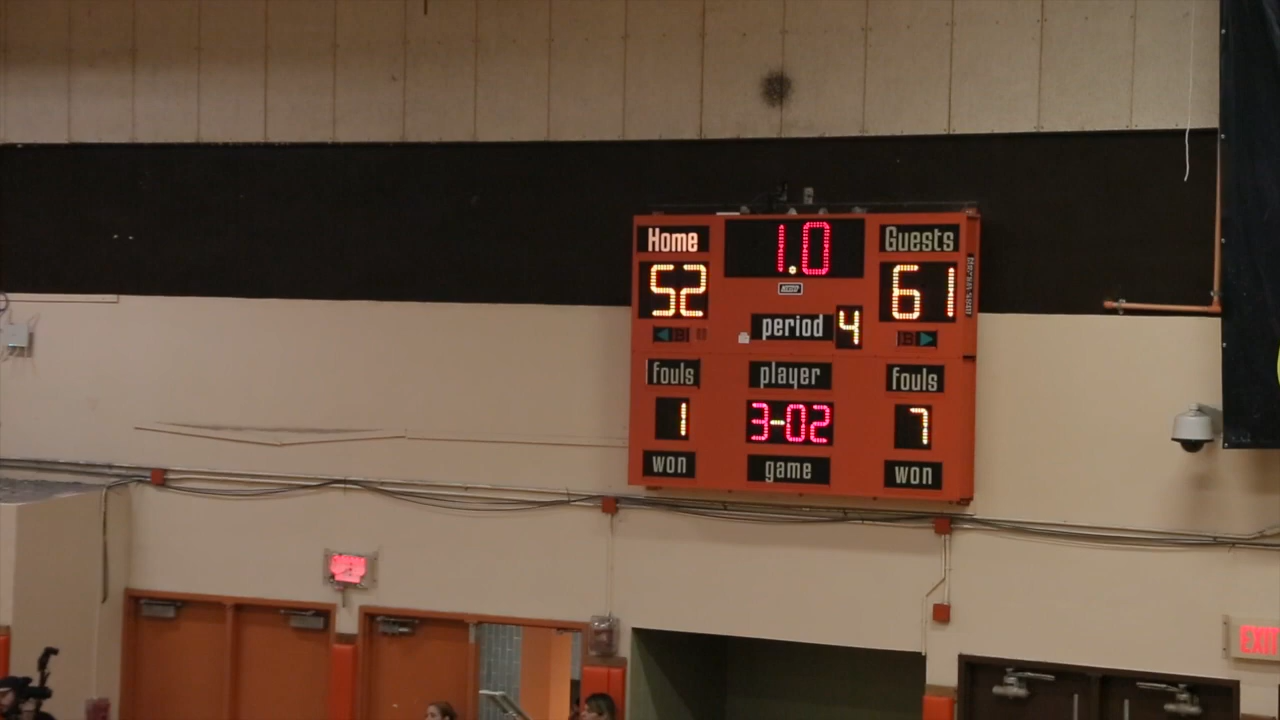 Home 1.0 Guests
52 61
period 4
B B
fouls player fouls
1 3-02 7
won game won
EXIT